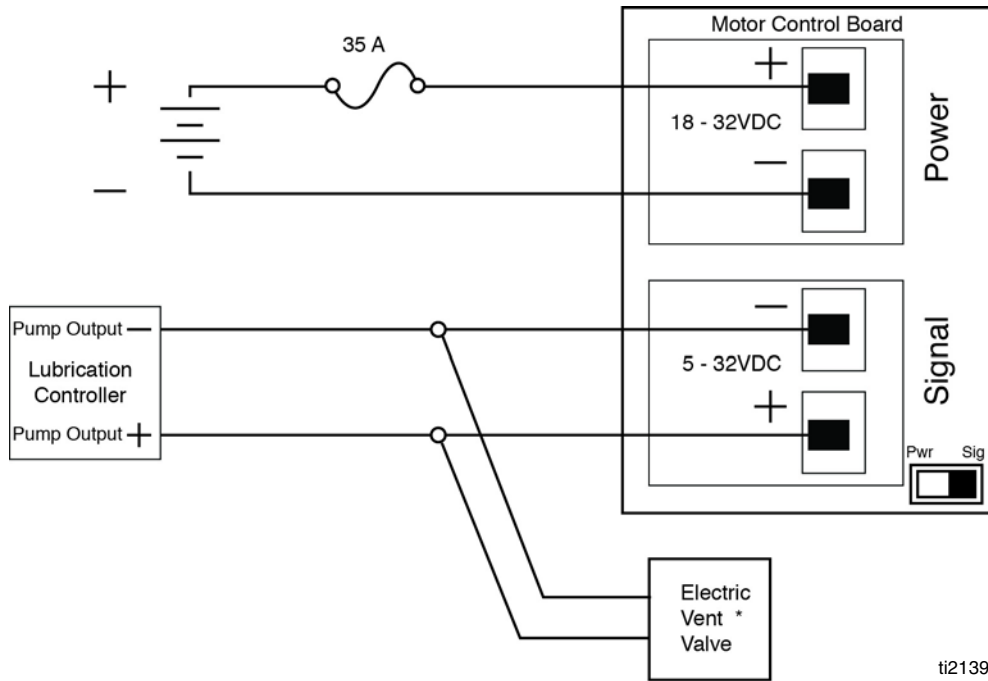 Motor Control Board
35 A
+
+
18 - 32VDC
Power
—
—
Pump Output —
Lubrication
Controller
Pump Output +
—
5 - 32VDC
Signal
+
Pwr Sig
Electric
Vent *
Valve
ti2139